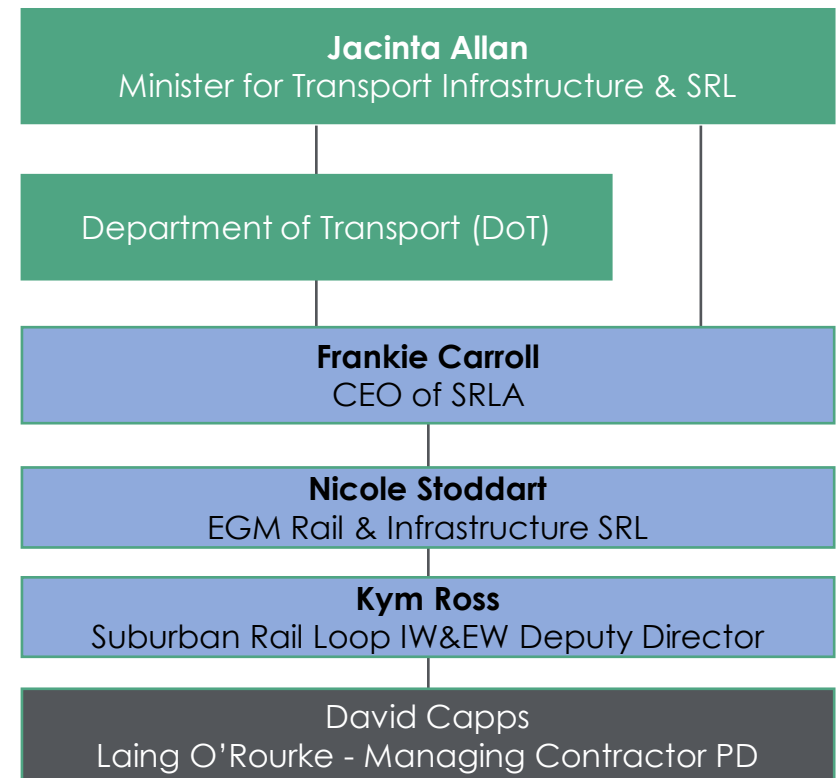 Jacinta Allan
Minister for Transport Infrastructure & SRL
Department of Transport (DoT)
Frankie Carroll
CEO of SRLA
Nicole Stoddart
EGM Rail & Infrastructure SRL
Kym Ross
Suburban Rail Loop IW&EW Deputy Director
David Capps
Laing O’Rourke - Managing Contractor PD